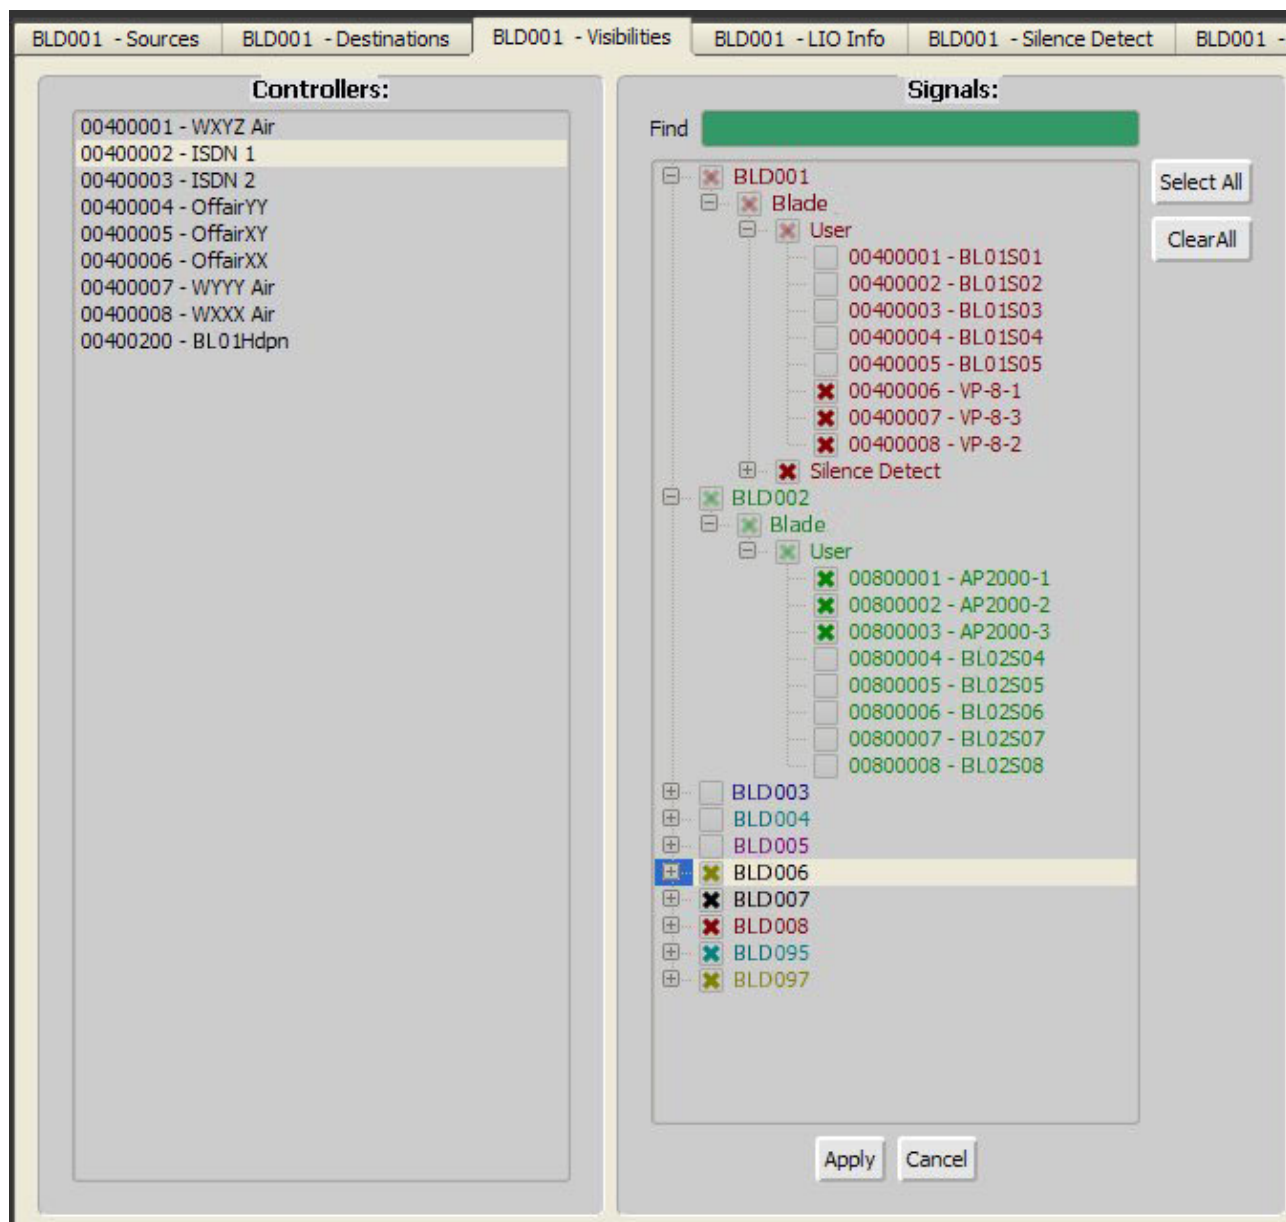 BLD001 - Sources
BLD001 - Destinations
BLD001 - Visibilities
BLD001 - LIO Info
BLD001 - Silence Detect
BLD001 -
Controllers:
00400001 - WXYZ Air
00400002 - ISDN 1
00400003 - ISDN 2
00400004 - OffairYY
00400005 - OffairXY
00400006 - OffairXX
00400007 - WYYY Air
00400008 - WXXX Air
00400200 - BL01Hdpn
Signals:
Find
BLD001
Blade
User
00400001 - BL01S01
00400002 - BL01S02
00400003 - BL01S03
00400004 - BL01S04
00400005 - BL01S05
00400006 - VP-8-1
00400007 - VP-8-3
00400008 - VP-8-2
Silence Detect
BLD002
Blade
User
00800001 - AP2000-1
00800002 - AP2000-2
00800003 - AP2000-3
00800004 - BL02S04
00800005 - BL02S05
00800006 - BL02S06
00800007 - BL02S07
00800008 - BL02S08
BLD003
BLD004
BLD005
BLD006
BLD007
BLD008
BLD095
BLD097
Select All
ClearAll
Apply
Cancel